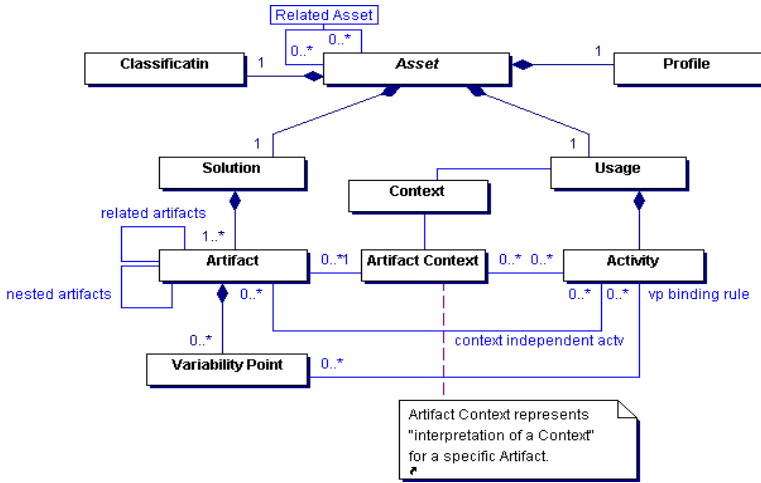 Related Asset
0..*
0..*
Classificatin
1
Asset
1
Profile
1
1
Solution
Usage
Context
related artifacts
1..*
Artifact
0..*1
Artifact Context
0..*
0..*
Activity
nested artifacts
0..*
0..*
0..*
vp binding rule
0..*
context independent actv
Variability Point
0..*
Artifact Context represents
"interpretation of a Context"
for a specific Artifact.